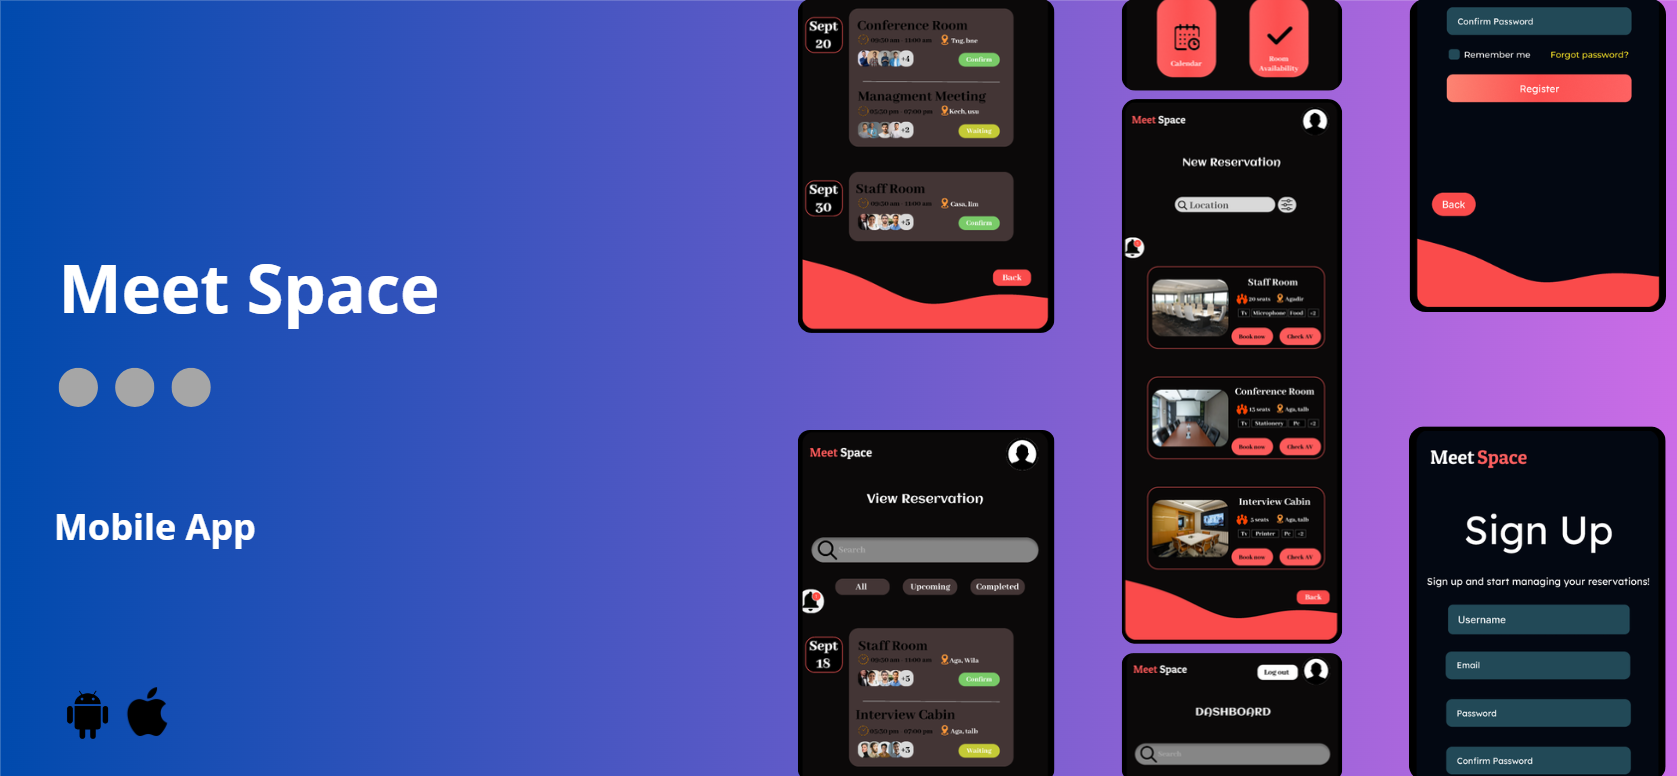 Meet Space
Mobile App
Sept
20
Conference Room
09:30 am - 11:00 am
Tng, bne
+4
Confirm
Managment Meeting
05:30 pm - 07:00 pm
Kech, usu
+2
Waiting
Sept
30
Staff Room
09:30 am - 11:00 am
Casa, lim
+5
Confirm
Back
Meet Space
View Reservation
Search
All
Upcoming
Completed
Sept
18
Staff Room
09:30 am - 11:00 am
Aga, Wila
+5
Confirm
Interview Cabin
05:30 pm - 07:00 pm
Aga, talb
+3
Waiting
Calendar
Room
Availability
Meet Space
New Reservation
Location
Staff Room
20 seats
Agadir
Tv Microphone Food +2
Book now
Check AV
Conference Room
15 seats
Aga, talb
Tv Stationery Pc +2
Book now
Check AV
Interview Cabin
5 seats
Aga, talb
Tv Printer Pc +2
Book now
Check AV
Back
Meet Space
Log out
DASHBOARD
Search
Confirm Password
Remember me
Forgot password?
Register
Back
Meet Space
Sign Up
Sign up and start managing your reservations!
Username
Email
Password
Confirm Password